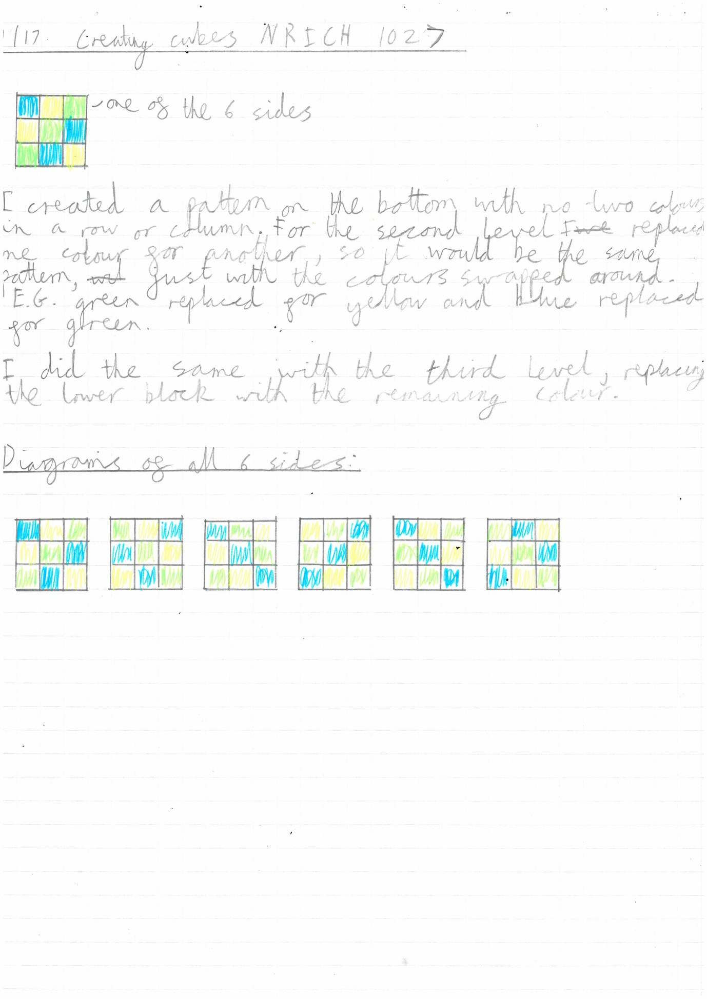 1/17. Creating cubes NRICH 1027
one of the 6 sides
I created a pattern on the bottom with no two colours
in a row or column. For the second level I replaced
ne colour for another, so it would be the same
pattern, just with the colours swapped around.
E.G. green replaced for yellow and blue replaced
for green.
I did the same with the third level, replacing
the lower block with the remaining colour.
Diagrams of all 6 sides: